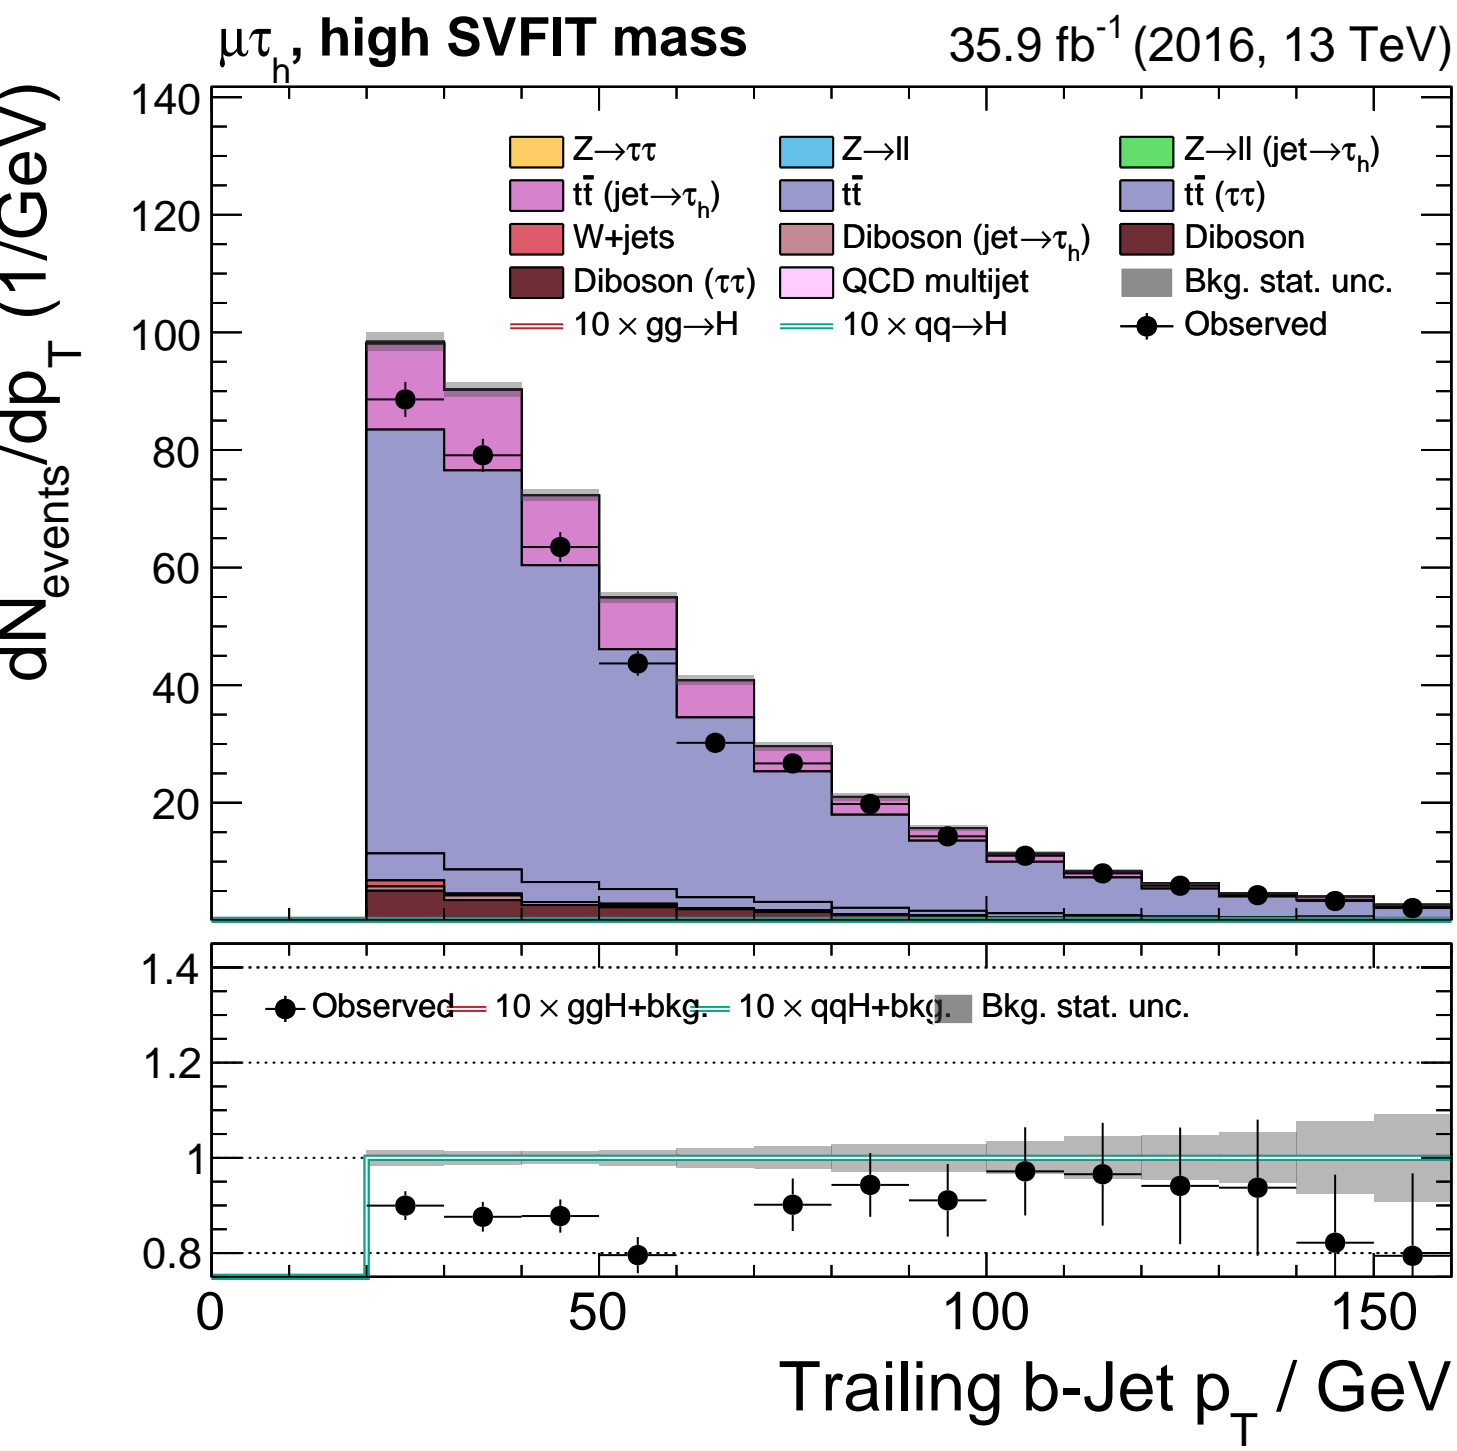 μτh, high SVFIT mass 35.9 fb-1 (2016, 13 TeV)
dNevents/dpT (1/GeV)
140
120
100
80
60
40
20
Z→ττ Z→ll Z→ll (jet→τh)
tt̄ (jet→τh) tt̄ tt̄ (ττ)
W+jets Diboson (jet→τh) Diboson
Diboson (ττ) QCD multijet Bkg. stat. unc.
10 × gg→H 10 × qq→H Observed
1.4
1.2
1
0.8
Observed 10 × ggH+bkg. 10 × qqH+bkg. Bkg. stat. unc.
0 50 100 150
Trailing b-Jet pT / GeV